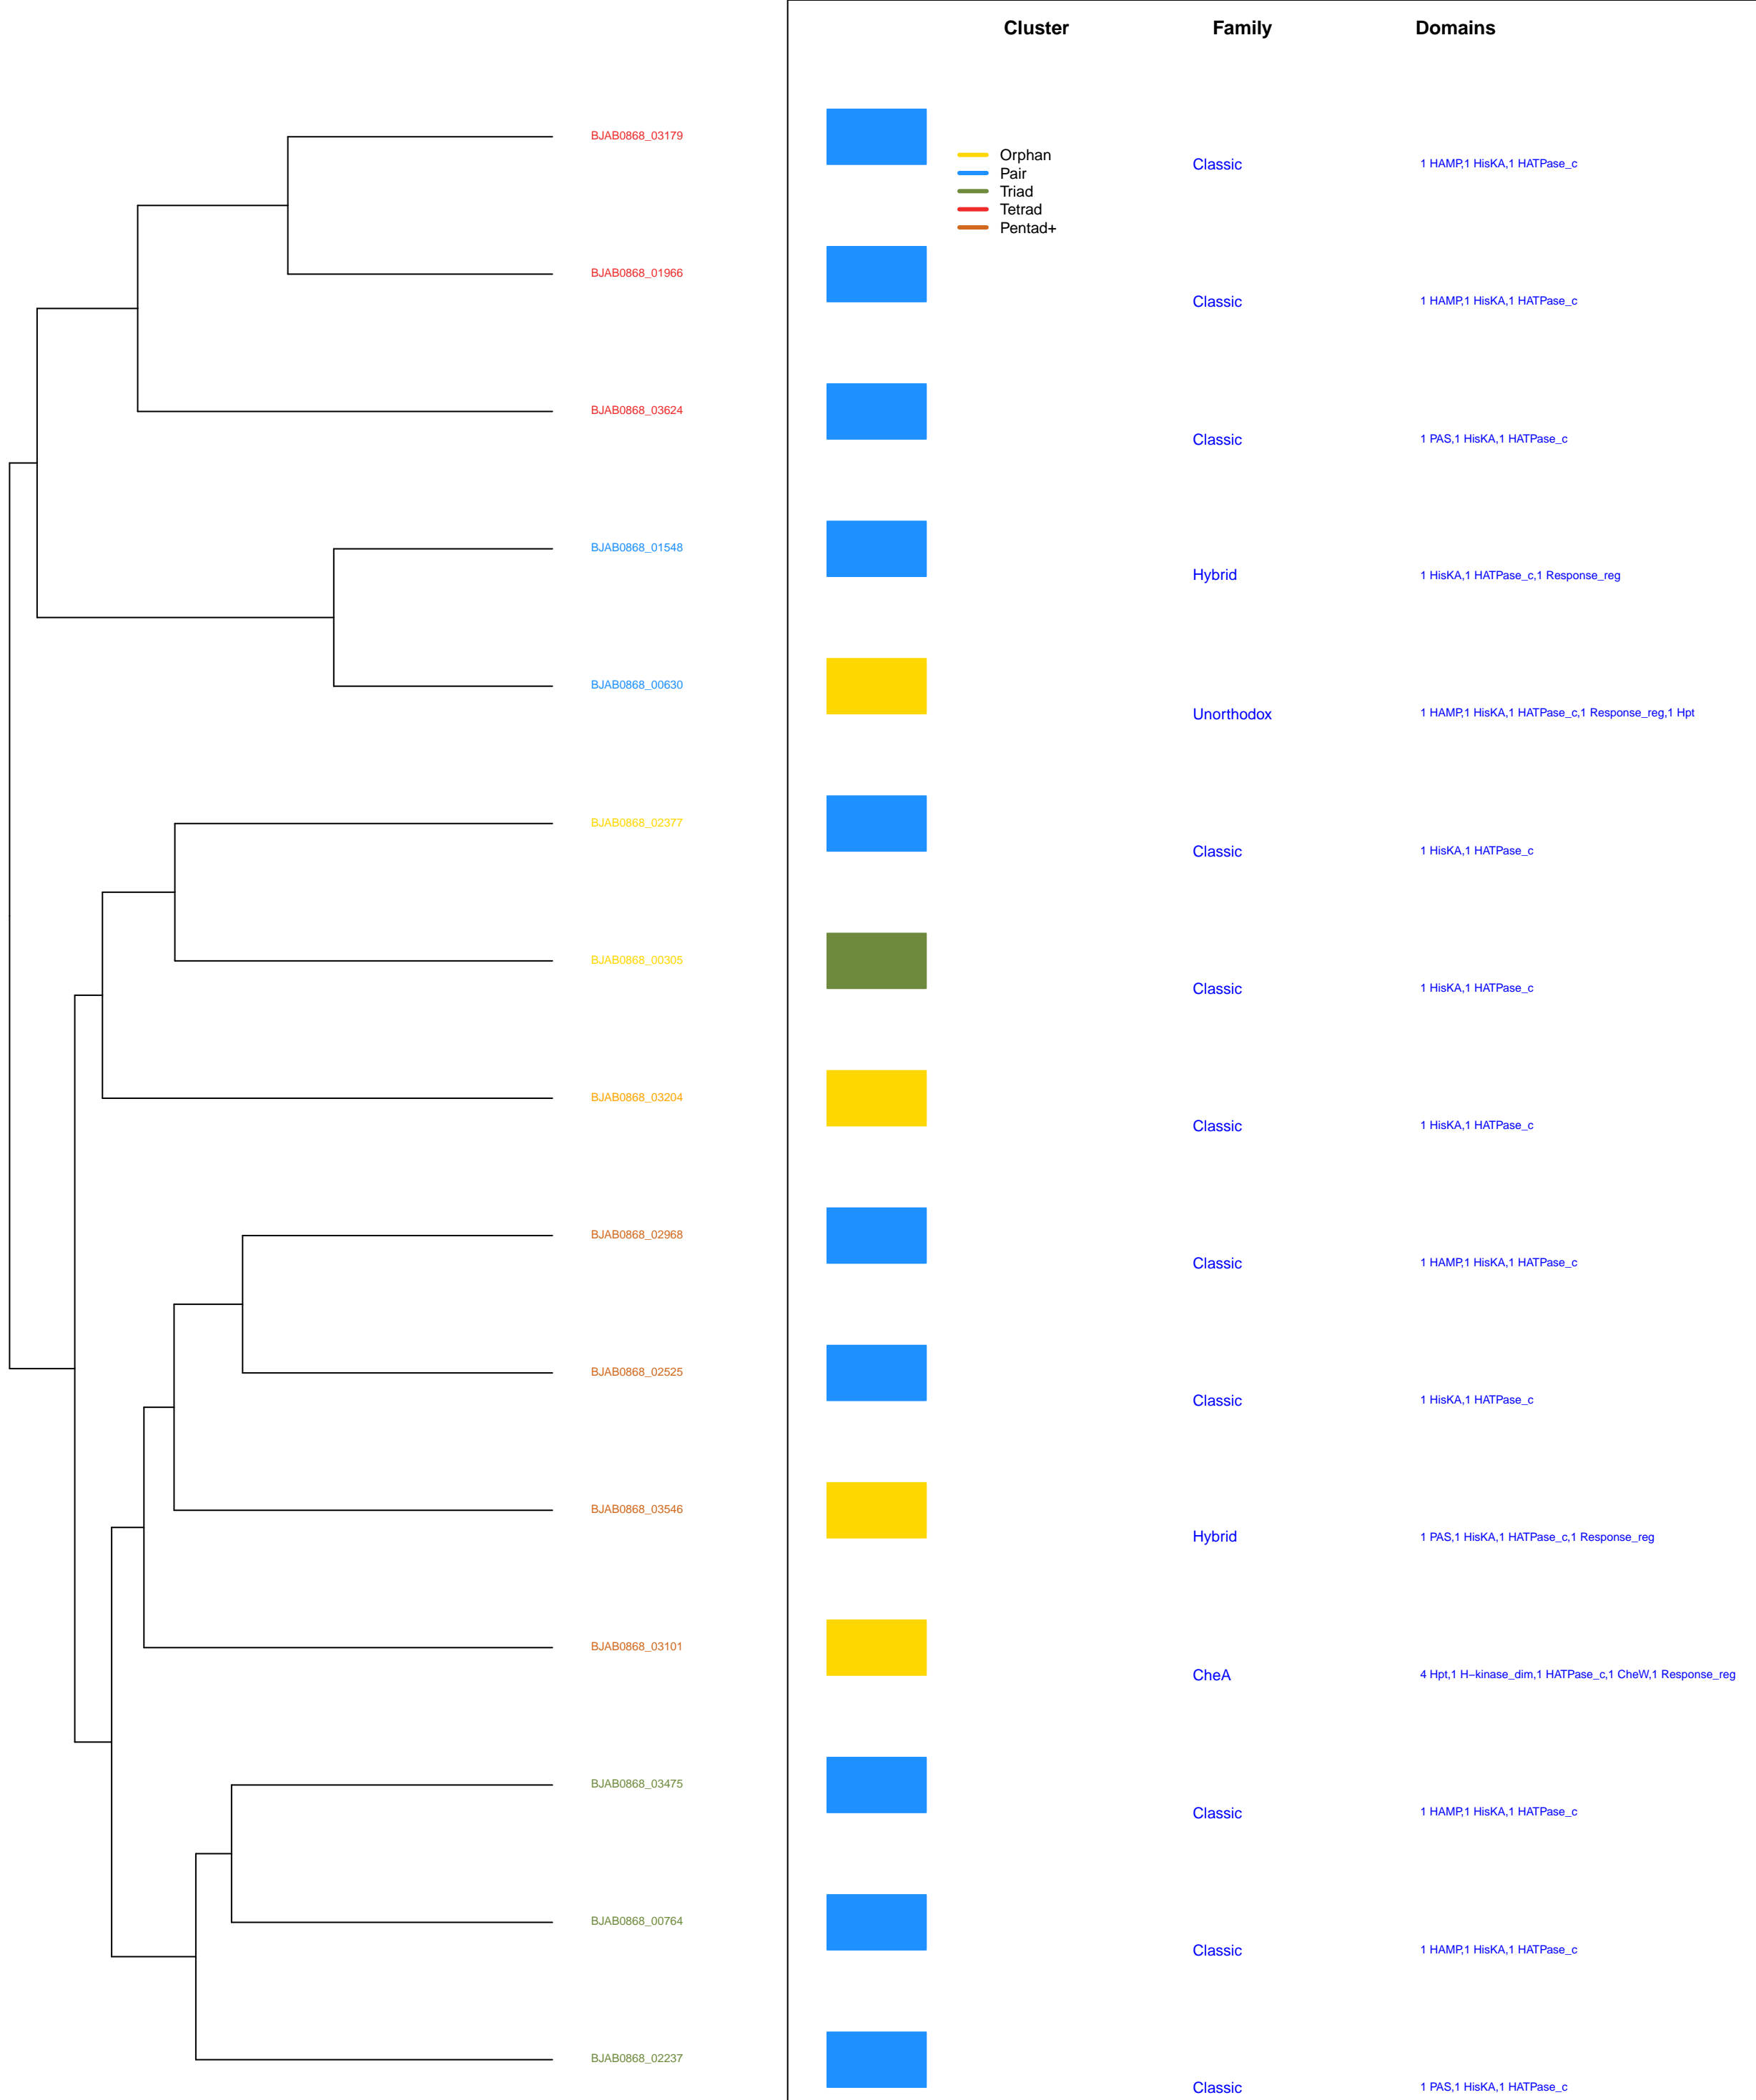 Cluster Family Domains
BJAB0868_03179
Orphan
Pair
Triad
Tetrad
Pentad+
Classic 1 HAMP,1 HisKA,1 HATPase_c
BJAB0868_01966
Classic 1 HAMP,1 HisKA,1 HATPase_c
BJAB0868_03624
Classic 1 PAS,1 HisKA,1 HATPase_c
BJAB0868_01548
Hybrid 1 HisKA,1 HATPase_c,1 Response_reg
BJAB0868_00630
Unorthodox 1 HAMP,1 HisKA,1 HATPase_c,1 Response_reg,1 Hpt
BJAB0868_02377
Classic 1 HisKA,1 HATPase_c
BJAB0868_00305
Classic 1 HisKA,1 HATPase_c
BJAB0868_03204
Classic 1 HisKA,1 HATPase_c
BJAB0868_02968
Classic 1 HAMP,1 HisKA,1 HATPase_c
BJAB0868_02525
Classic 1 HisKA,1 HATPase_c
BJAB0868_03546
Hybrid 1 PAS,1 HisKA,1 HATPase_c,1 Response_reg
BJAB0868_03101
CheA 4 Hpt,1 H−kinase_dim,1 HATPase_c,1 CheW,1 Response_reg
BJAB0868_03475
Classic 1 HAMP,1 HisKA,1 HATPase_c
BJAB0868_00764
Classic 1 HAMP,1 HisKA,1 HATPase_c
BJAB0868_02237
Classic 1 PAS,1 HisKA,1 HATPase_c